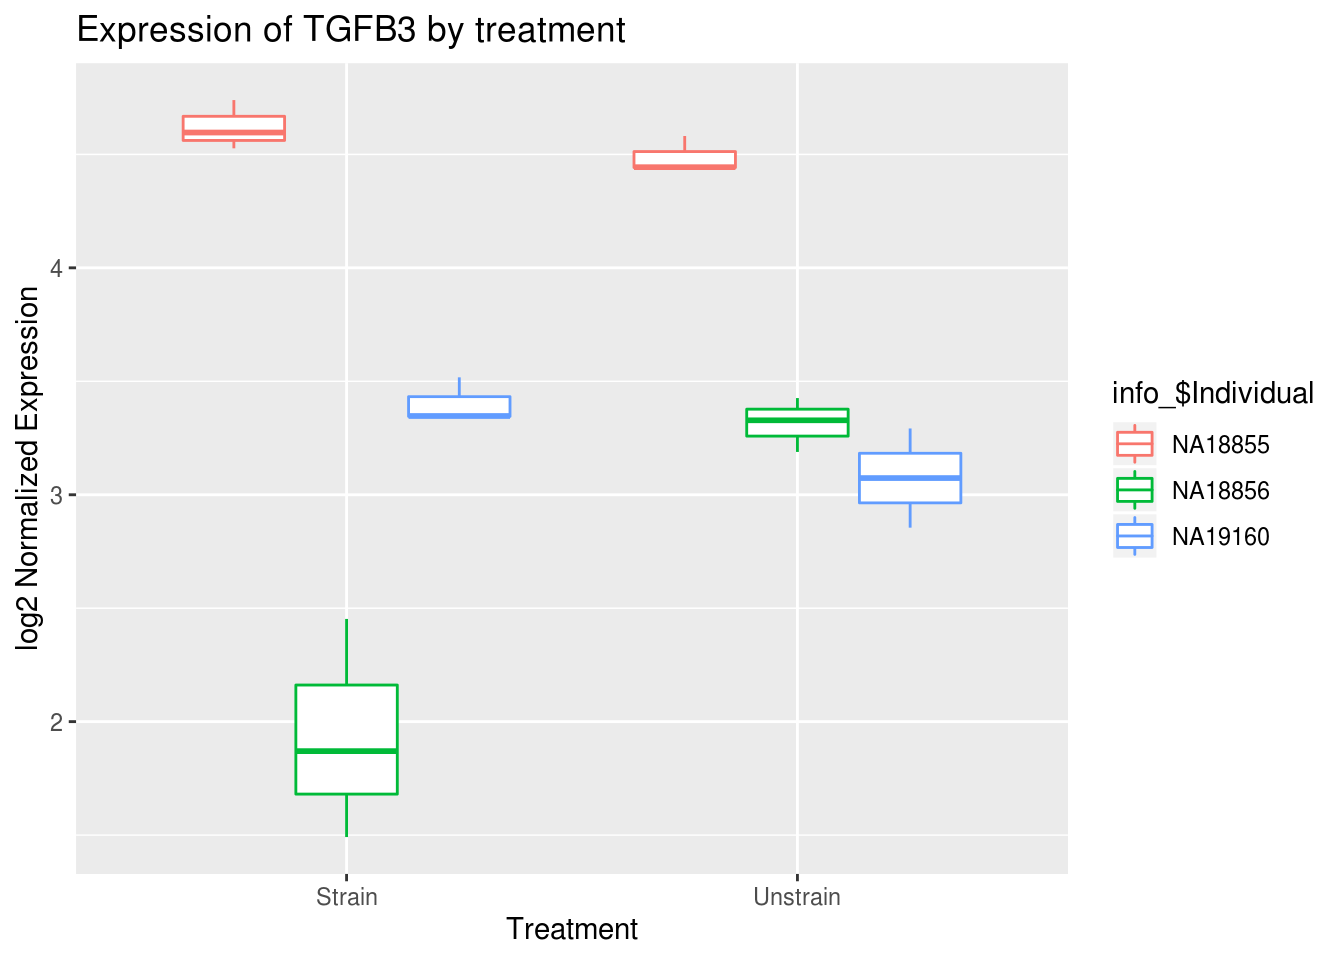 Expression of TGFB3 by treatment
log2 Normalized Expression
4
3
2
Strain
Unstrain
Treatment
info_$Individual
NA18855
NA18856
NA19160